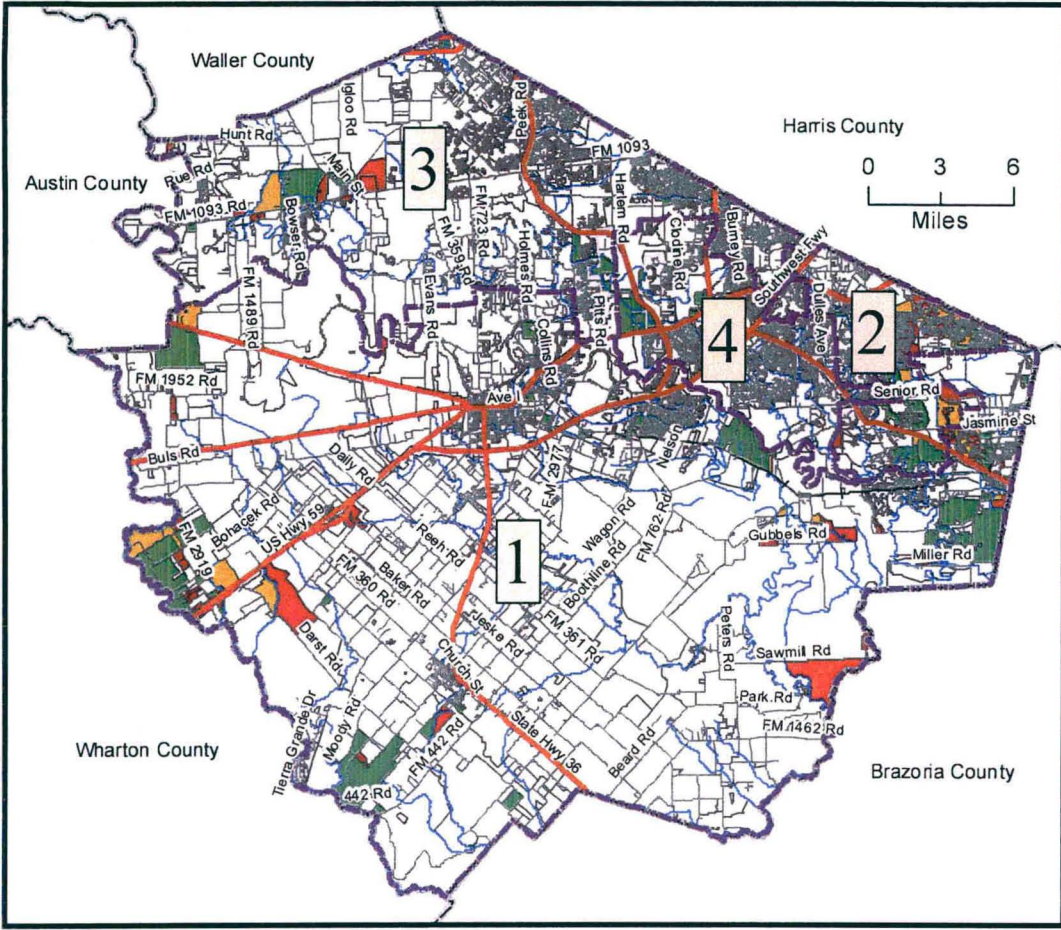 Waller County
Harris County
Austin County
0 3 6
Miles
Igloo Rd
Hunt Rd
Main St
3
Peek Rd
FM 1093
FM 1093 Rd
Bowser Rd
FM 359 Rd
FM 723 Rd
Holmes Rd
Harlem Rd
Clodine Rd
Burney Rd
Southwest Fwy
Dulles Ave
2
4
FM 1489 Rd
Evans Rd
Collins Rd
Pitts Rd
FM 1952 Rd
Ave I
Senior Rd
Jasmine St
Buls Rd
Daily Rd
Nelson
FM 2977
Bohacek Rd
US Hwy 59
FM 2919
Reeh Rd
Wagon Rd
FM 762 Rd
Gubbels Rd
Miller Rd
1
Baker Rd
FM 360 Rd
Boothline Rd
Jeske Rd
FM 361 Rd
Darst Rd
Peters Rd
Sawmill Rd
Church St
Park Rd
Moody Rd
Tierra Grande Dr
FM 442 Rd
State Hwy 36
Beard Rd
FM 1462 Rd
442 Rd
Wharton County
Brazoria County